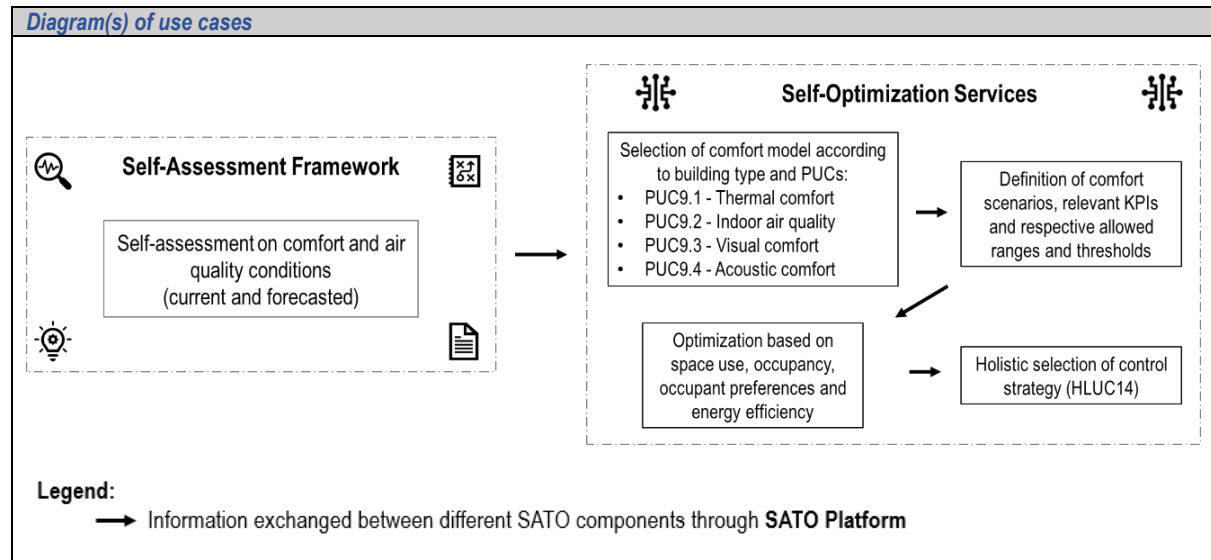 Diagram(s) of use cases
Self-Assessment Framework
Self-assessment on comfort and air
quality conditions
(current and forecasted)
Self-Optimization Services
Selection of comfort model according
to building type and PUCs:
• PUC9.1 - Thermal comfort
• PUC9.2 - Indoor air quality
• PUC9.3 – Visual comfort
• PUC9.4 - Acoustic comfort
Definition of comfort
scenarios, relevant KPIs
and respective allowed
ranges and thresholds
Optimization based on
space use, occupancy,
occupant preferences and
energy efficiency
Holistic selection of control
strategy (HLUC14)
Legend:
Information exchanged between different SATO components through SATO Platform